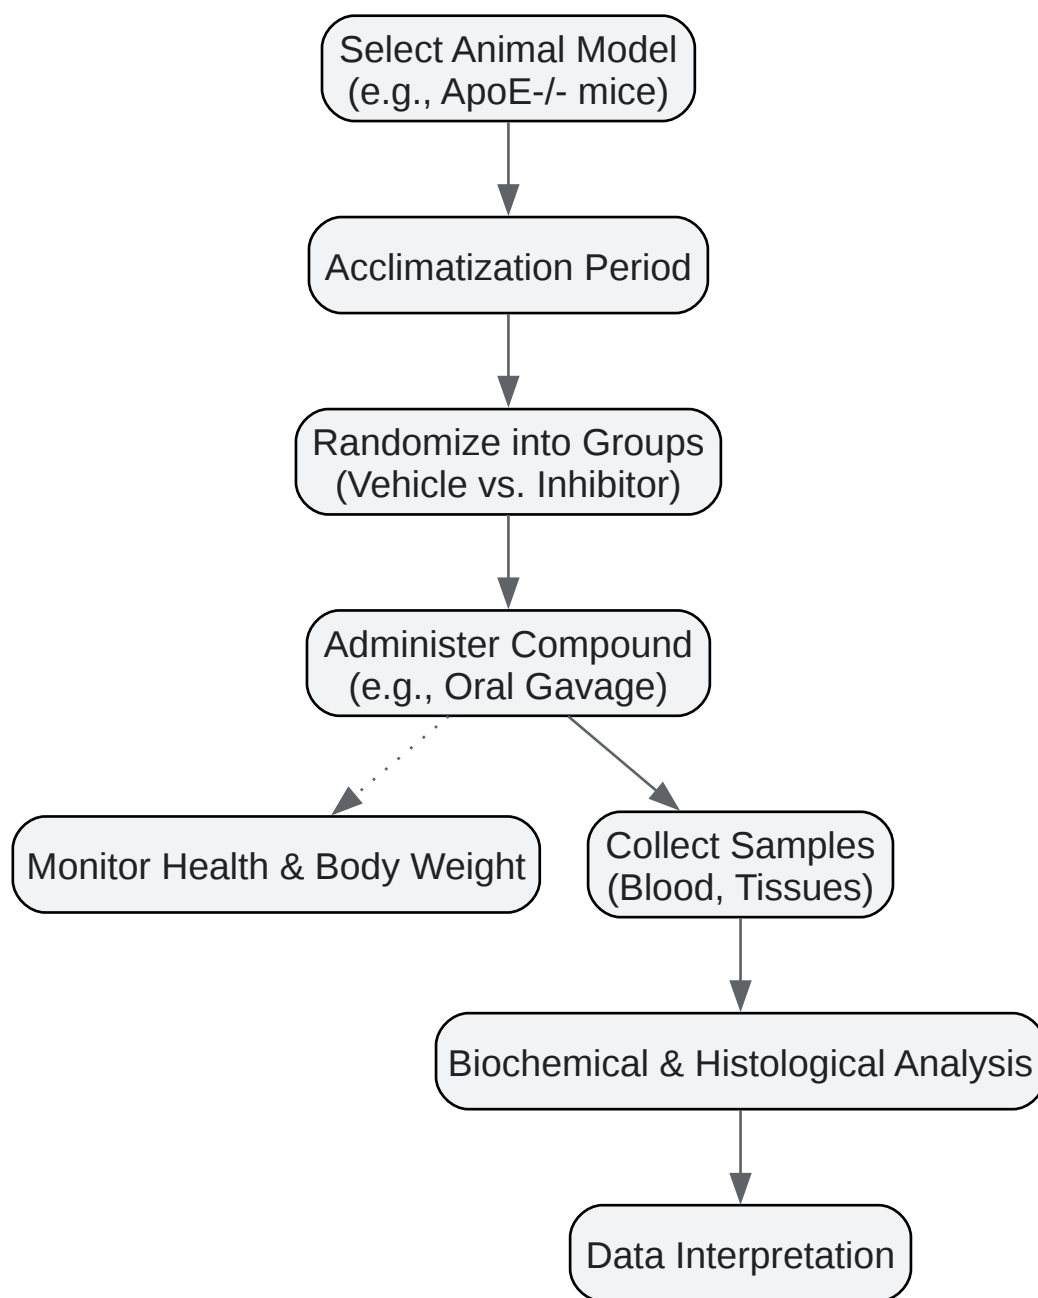 Select Animal Model
(e.g., ApoE-/- mice)
Acclimatization Period
Randomize into Groups
(Vehicle vs. Inhibitor)
Administer Compound
(e.g., Oral Gavage)
Monitor Health & Body Weight
Collect Samples
(Blood, Tissues)
Biochemical & Histological Analysis
Data Interpretation